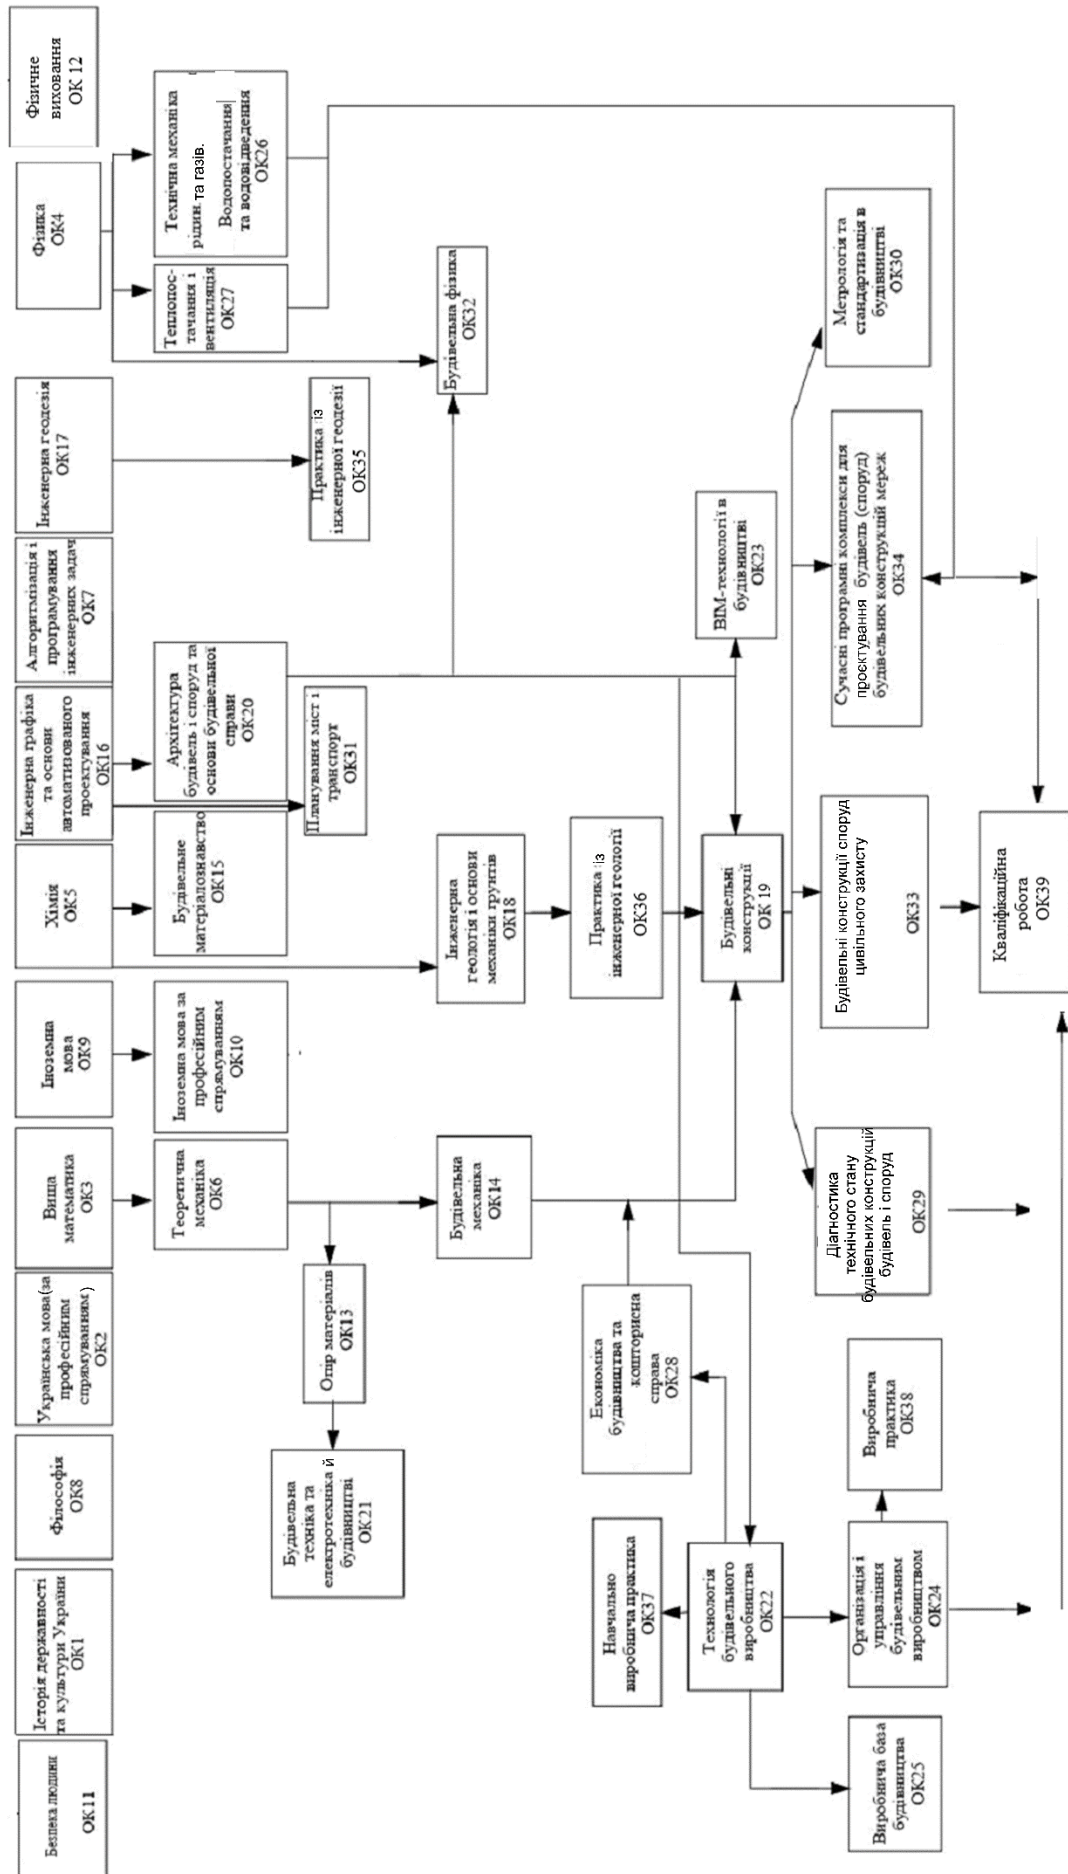 Безпека людини
ОК11
Історія державності
та культури України
ОК1
Філософія
ОК8
Українська мова(за
професійним
спрямуванням)
ОК2
Вища
математика
ОК3
Іноземна
мова
ОК9
Хімія
ОК5
Інженерна графіка
та основи
автоматизованого
проектування
ОК16
Алгоритмізація і
програмування
інженерних задач
ОК7
Інженерна геодезія
ОК17
Фізика
ОК4
Фізичне
виховання
ОК 12
Теоретична
механіка
ОК6
Іноземна мова за
професійним
спрямуванням
ОК10
Будівельне
матеріалознавство
ОК15
Архітектура
будівель і споруд та
основи будівельної
справи
ОК20
Теплопос-
тачання і
вентиляція
ОК27
Технічна механіка
рідин та газів.
Водопостачання
та водовідведення
ОК26
Будівельна
техніка та
електротехніка й
будівництві
ОК21
Опір матеріалів
ОК13
Планування міст і
транспорт
ОК31
Практика із
інженерної геодезії
ОК35
Будівельна
механіка
ОК14
Інженерна
геологія і основи
механіки ґрунтів
ОК18
Будівельна фізика
ОК32
Навчально
виробнича практика
ОК37
Економіка
будівництва та
кошторисна
справа
ОК28
Практика із
інженерної геології
ОК36
Технологія
будівельного
виробництва
ОК22
Будівельні
конструкції
ОК 19
ВІМ-технології в
будівництві
ОК23
Виробнича база
будівництва
ОК25
Організація і
управління
будівельним
виробництвом
ОК24
Виробнича
практика
ОК38
Діагностика
технічного стану
будівельних конструкцій
будівель і споруд
ОК29
Будівельні конструкції споруд
цивільного захисту
ОК33
Сучасні програмні комплекси для
проєктування будівель (споруд)
будівельних конструкцій мереж
ОК34
Метрологія та
стандартизація в
будівництві
ОК30
Кваліфікаційна
робота
ОК39